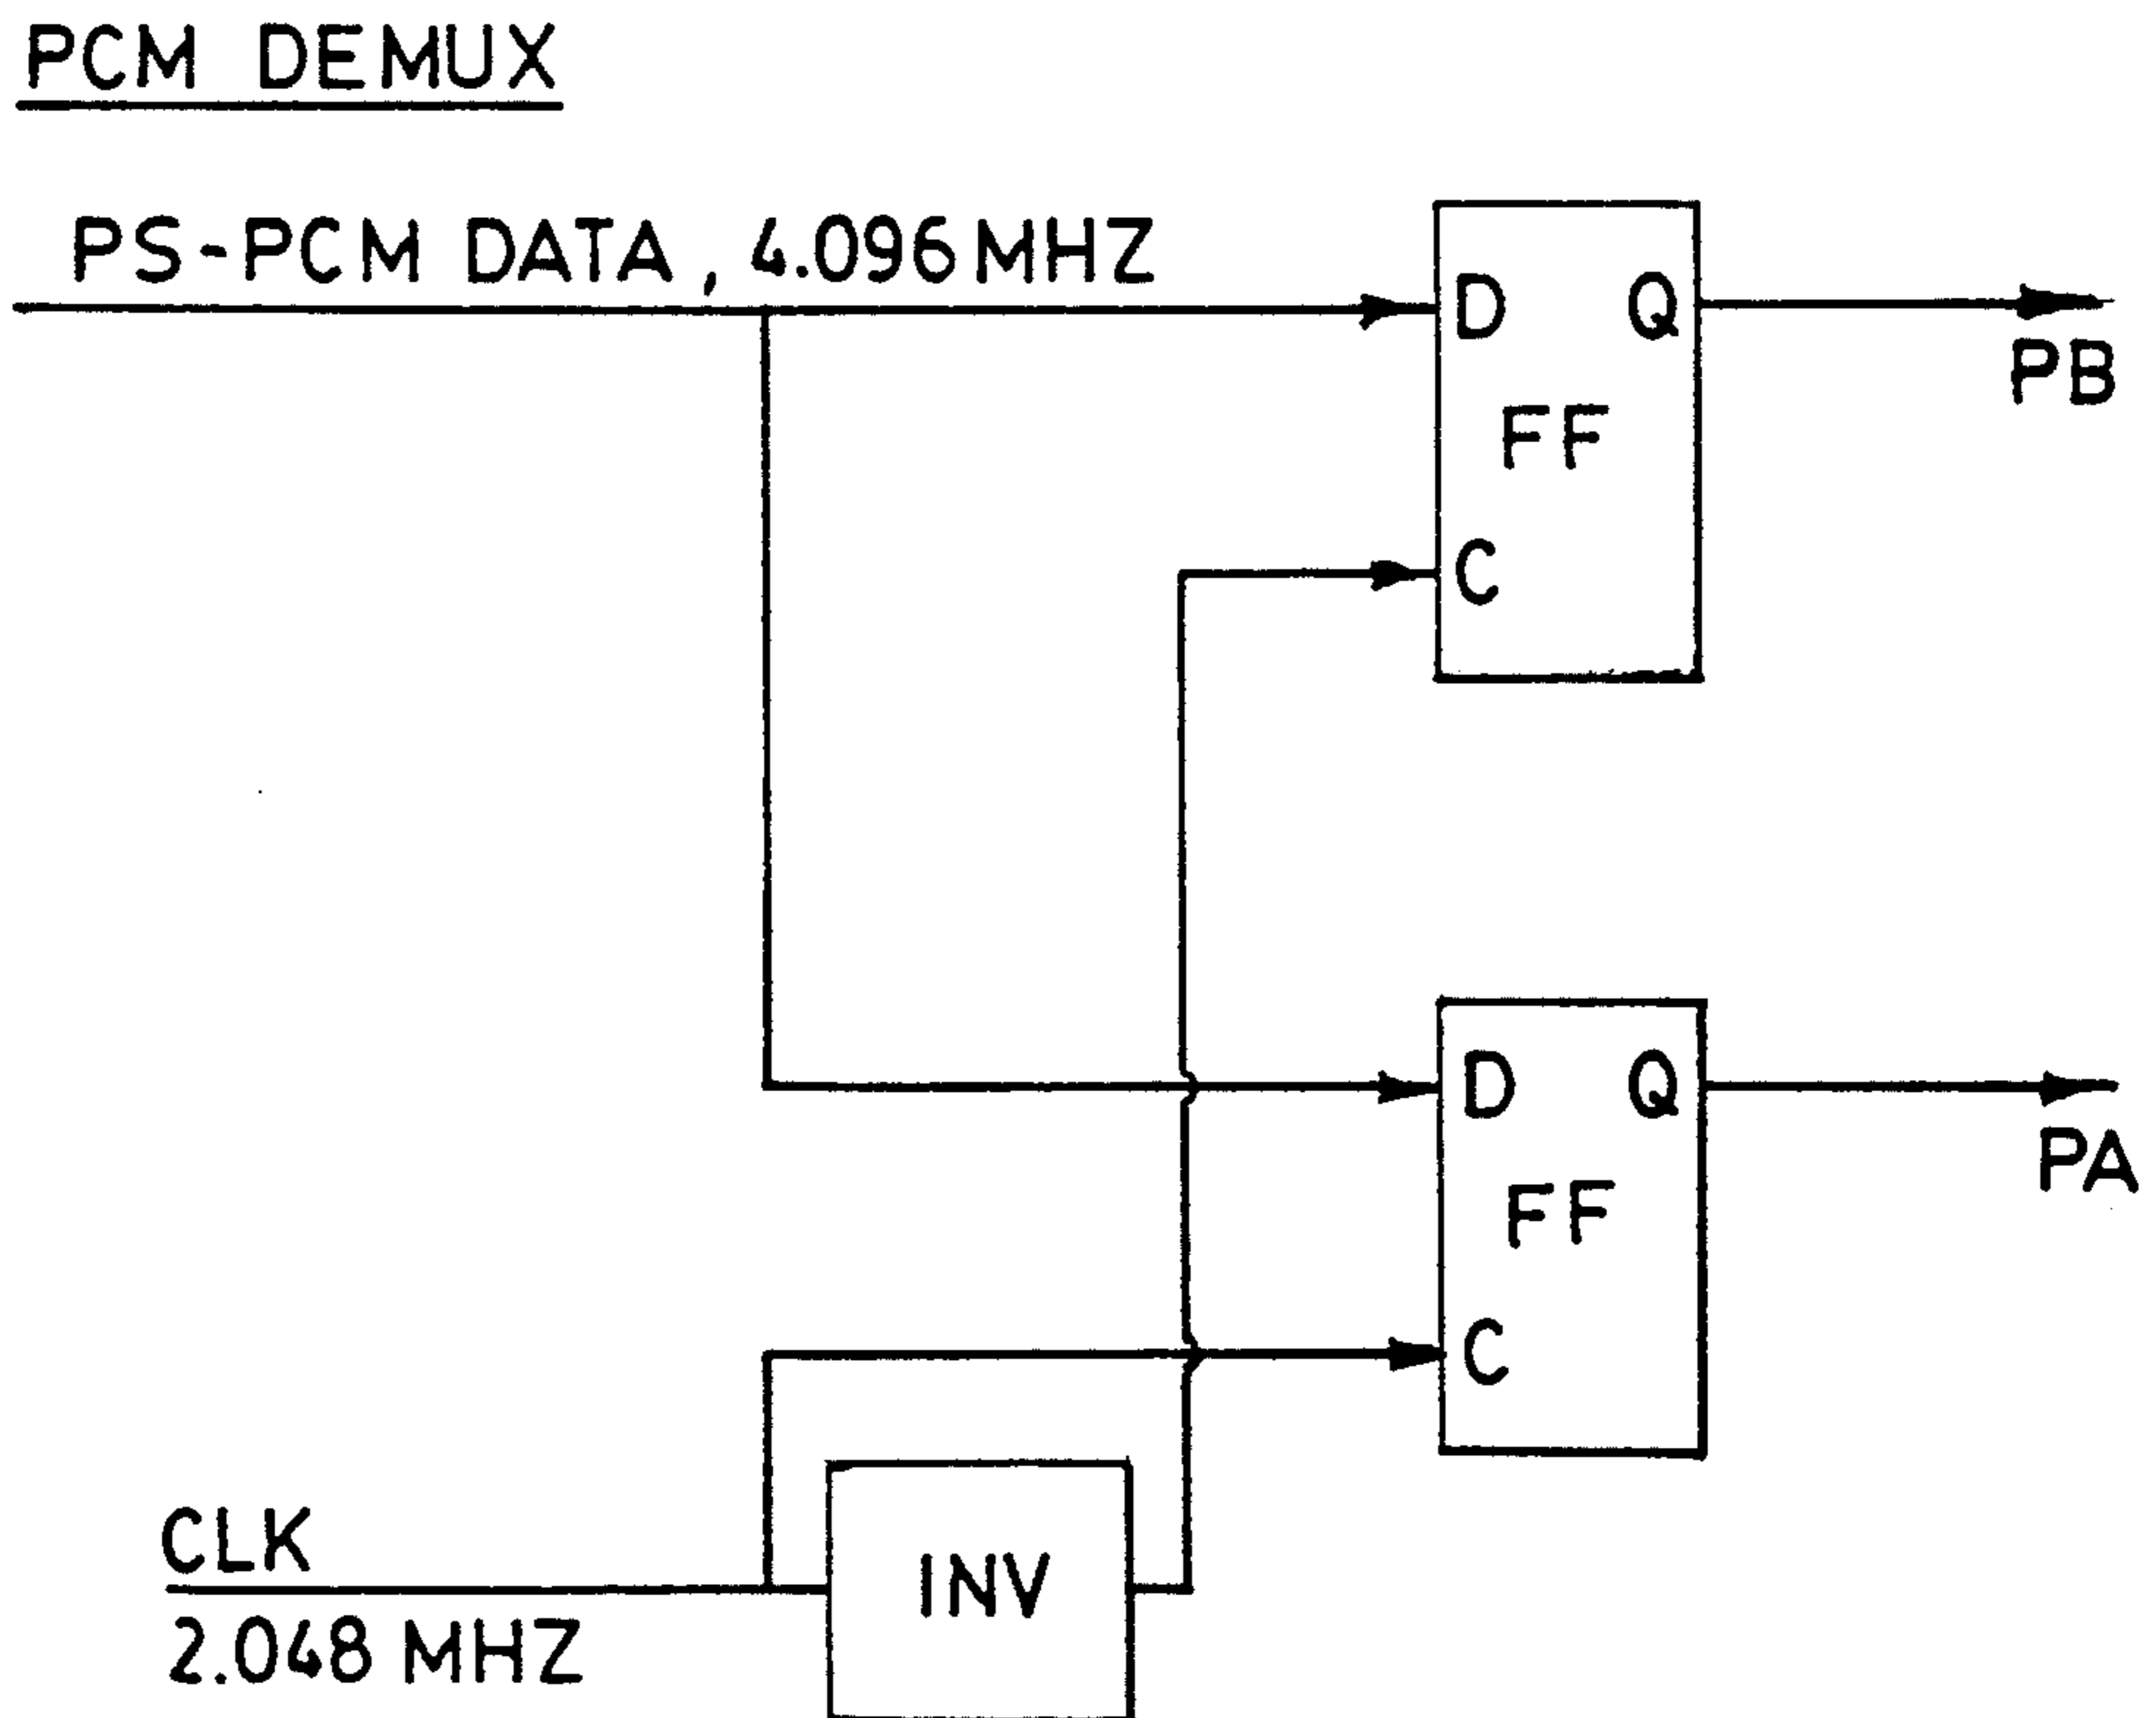 PCM DEMUX
PS-PCM DATA, 4.096 MHZ
D Q
PB
FF
C
D Q
PA
FF
C
CLK
INV
2.048 MHZ